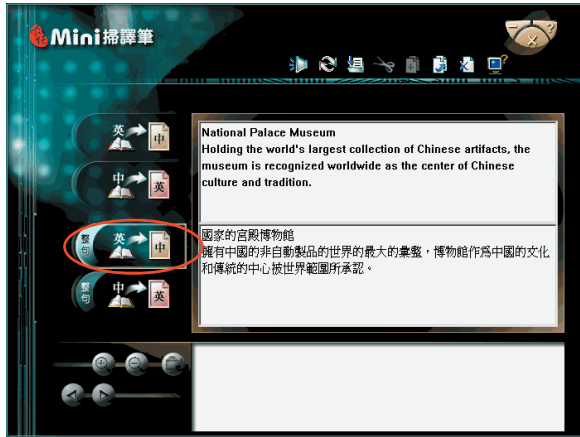 Mini掃譯筆
– x ?
英 中
中 英
整句 英 中
整句 中 英
National Palace Museum
Holding the world's largest collection of Chinese artifacts, the
museum is recognized worldwide as the center of Chinese
culture and tradition.
國家的宮殿博物館
擁有中國的非自動製品的世界的最大的彙整，博物館作爲中國的文化
和傳統的中心被世界範圍所承認。